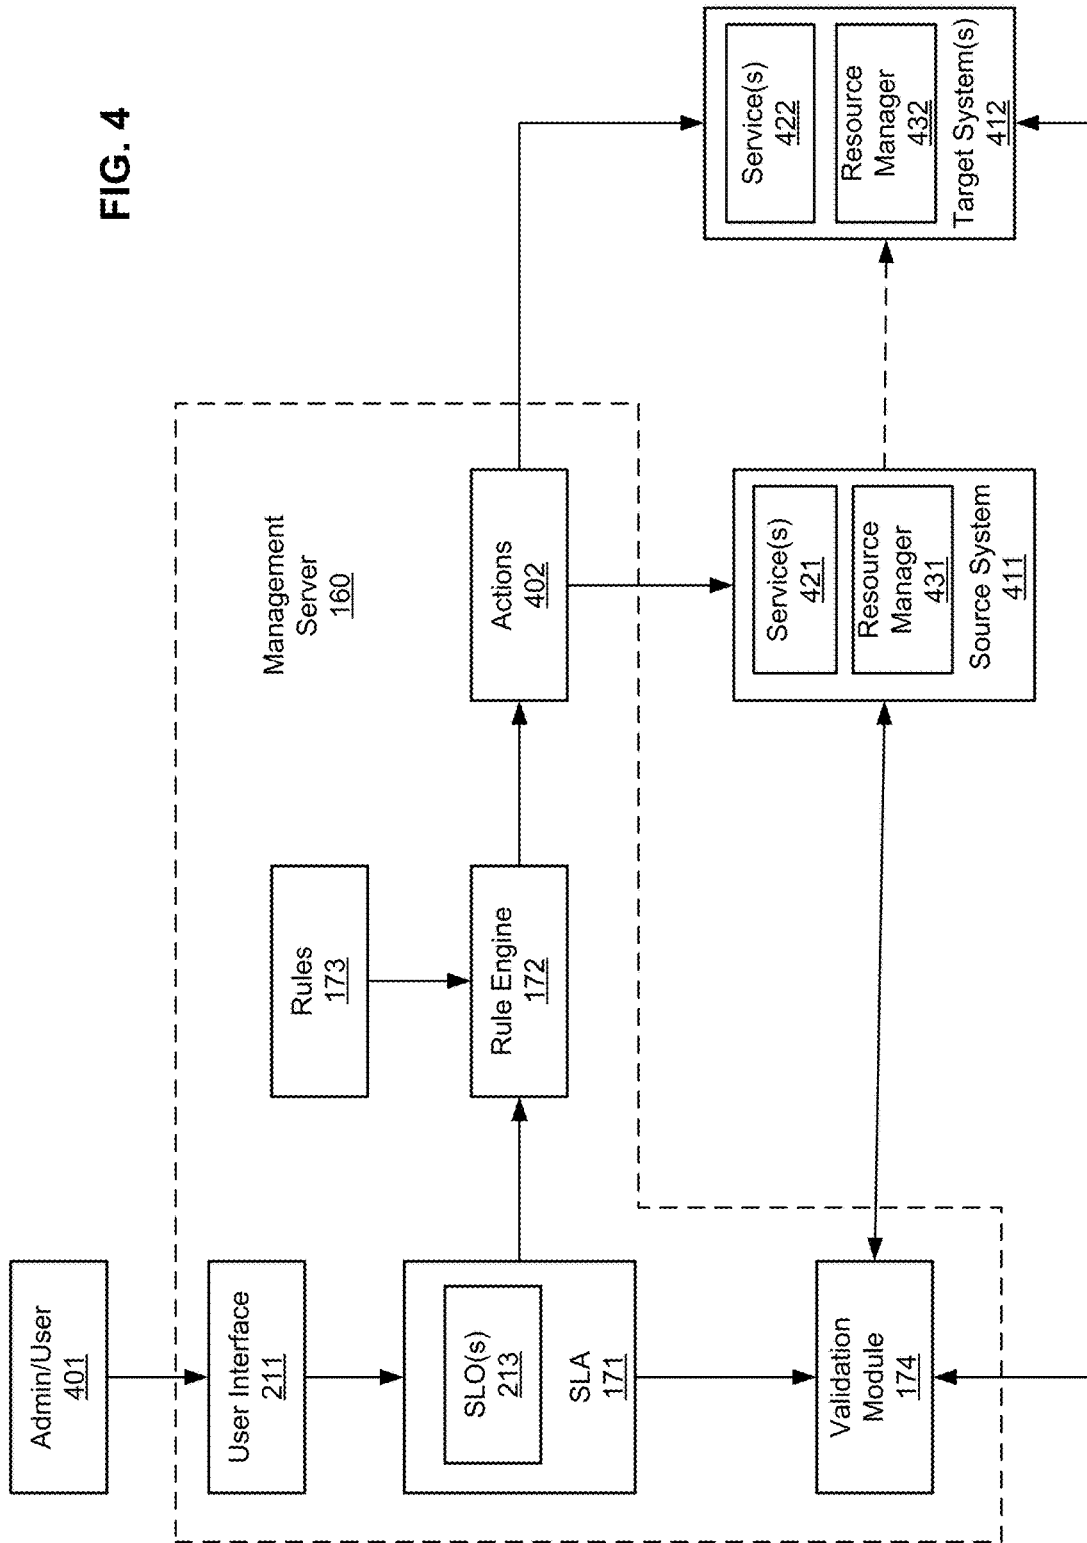 FIG. 4
Admin/User
401
User Interface
211
SLO(s)
213
SLA
171
Validation
Module
174
Rules
173
Rule Engine
172
Management
Server
160
Actions
402
Service(s)
421
Resource
Manager
431
Source System
411
Service(s)
422
Resource
Manager
432
Target System(s)
412